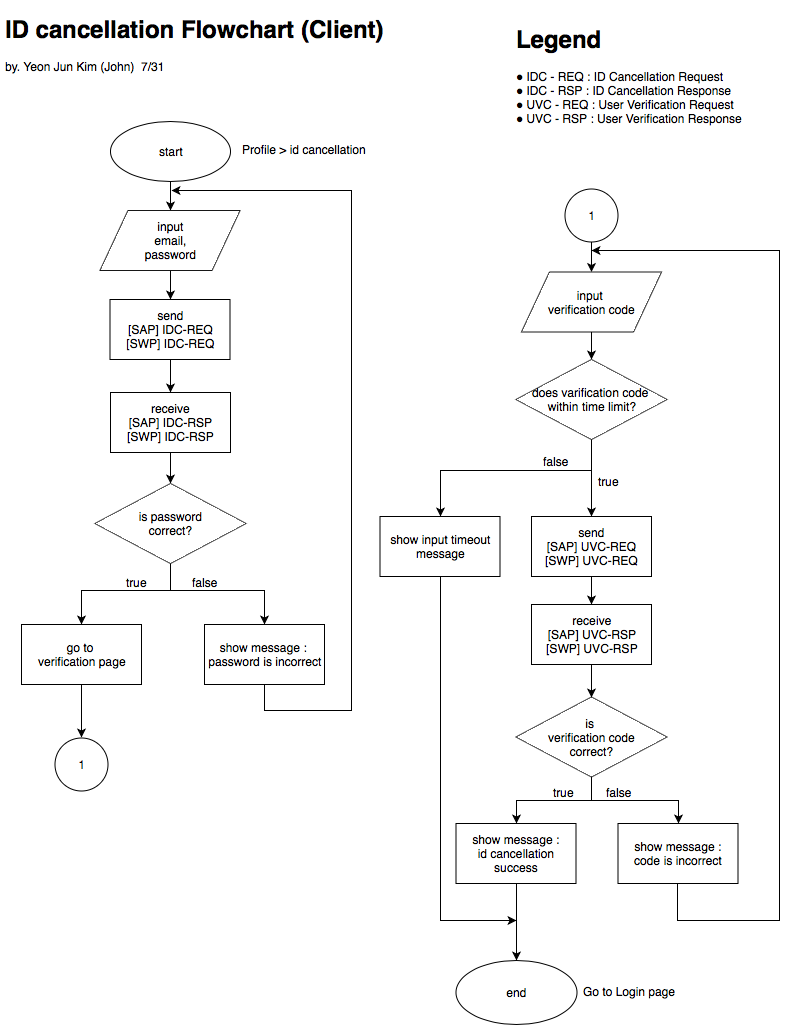 ID cancellation Flowchart (Client)
by. Yeon Jun Kim (John) 7/31
Legend
● IDC - REQ : ID Cancellation Request
● IDC - RSP : ID Cancellation Response
● UVC - REQ : User Verification Request
● UVC - RSP : User Verification Response
start
Profile > id cancellation
input
email,
password
send
[SAP] IDC-REQ
[SWP] IDC-REQ
receive
[SAP] IDC-RSP
[SWP] IDC-RSP
is password
correct?
true
false
go to
verification page
show message :
password is incorrect
1
1
input
verification code
does varification code
within time limit?
false
true
show input timeout
message
send
[SAP] UVC-REQ
[SWP] UVC-REQ
receive
[SAP] UVC-RSP
[SWP] UVC-RSP
is
verification code
correct?
true
false
show message :
id cancellation
success
show message :
code is incorrect
end
Go to Login page